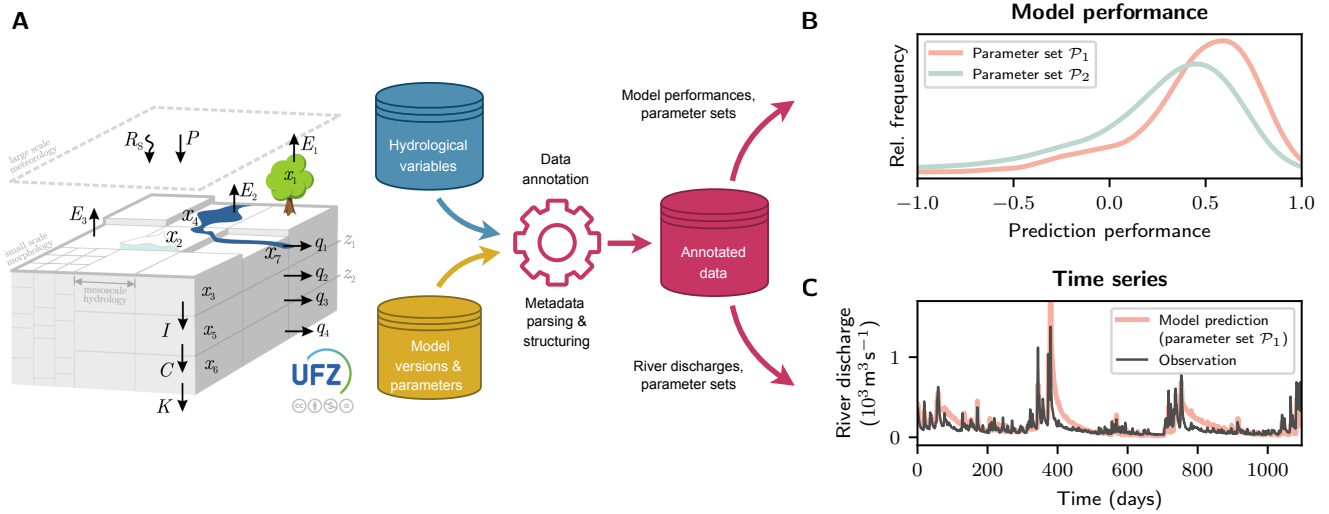 A
large scale
meteorology
R_S
P
E_1
x_1
E_3
E_2
x_4
x_2
small scale
morphology
x_7
q_1
z_1
q_2
z_2
mesoscale
hydrology
x_3
q_3
I
x_5
q_4
C
x_6
K
UFZ
cc
Hydrological
variables
Model
versions &
parameters
Data
annotation
Metadata
parsing &
structuring
Annotated
data
Model performances,
parameter sets
River discharges,
parameter sets
B
Model performance
Parameter set 𝒫_1
Parameter set 𝒫_2
Rel. frequency
−1.0
−0.5
0.0
0.5
1.0
Prediction performance
C
Time series
Model prediction
(parameter set 𝒫_1)
Observation
River discharge
(10³ m³ s−1)
1
0
0
200
400
600
800
1000
Time (days)